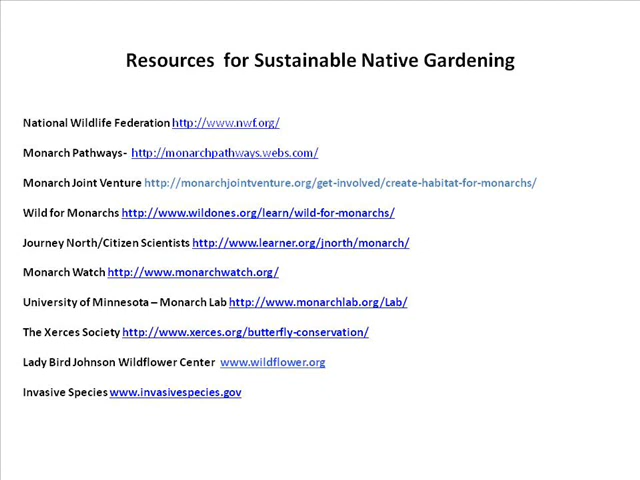 Resources  for Sustainable Native Gardening
National Wildlife Federation http://www.nwf.org/
Monarch Pathways-  http://monarchpathways.webs.com/
Monarch Joint Venture http://monarchjointventure.org/get-involved/create-habitat-for-monarchs/
Wild for Monarchs http://www.wildones.org/learn/wild-for-monarchs/
Journey North/Citizen Scientists http://www.learner.org/jnorth/monarch/
Monarch Watch http://www.monarchwatch.org/
University of Minnesota – Monarch Lab http://www.monarchlab.org/Lab/
The Xerces Society http://www.xerces.org/butterfly-conservation/
Lady Bird Johnson Wildflower Center  www.wildflower.org
Invasive Species www.invasivespecies.gov